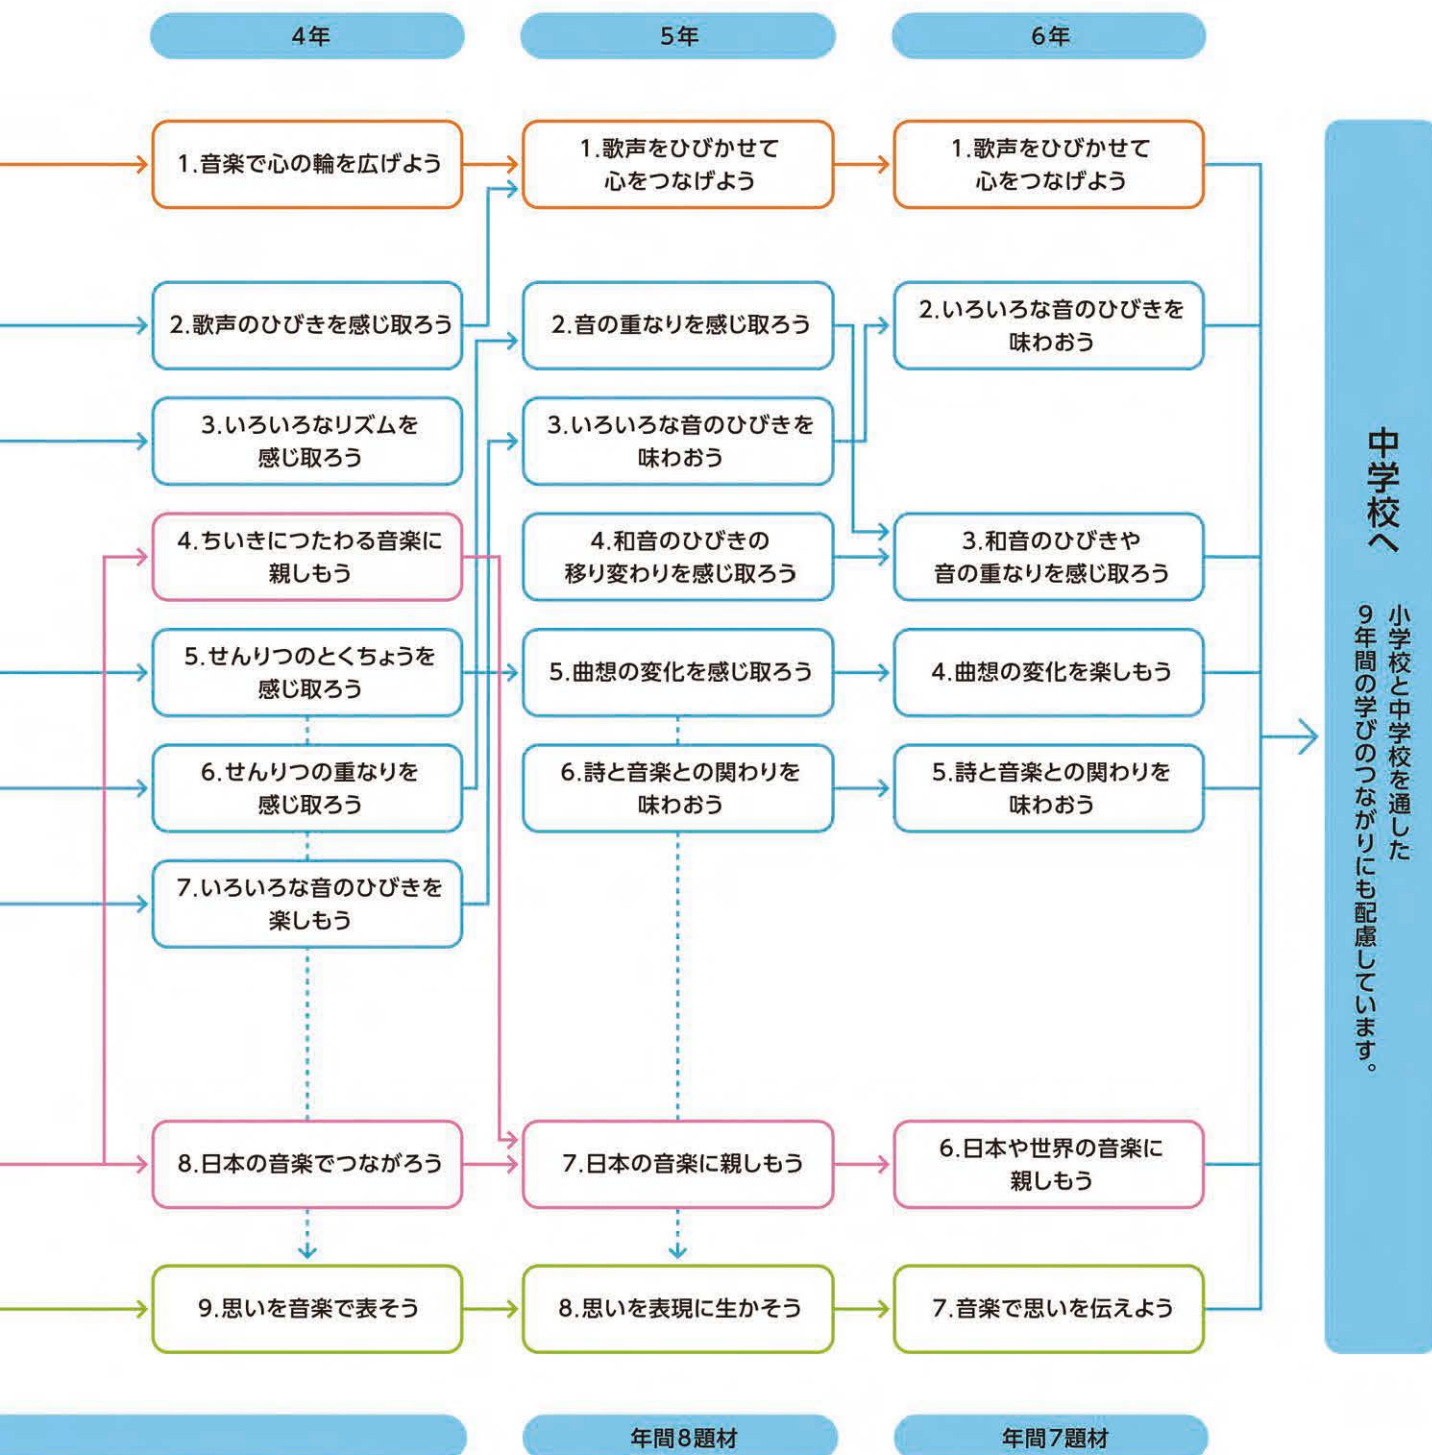 4年
1.音楽で心の輪を広げよう
2.歌声のひびきを感じ取ろう
3.いろいろなリズムを
感じ取ろう
4.ちいきにつたわる音楽に
親しもう
5.せんりつのとくちょうを
感じ取ろう
6.せんりつの重なりを
感じ取ろう
7.いろいろな音のひびきを
楽しもう
8.日本の音楽でつながろう
9.思いを音楽で表そう
5年
1.歌声をひびかせて
心をつなげよう
2.音の重なりを感じ取ろう
3.いろいろな音のひびきを
味わおう
4.和音のひびきの
移り変わりを感じ取ろう
5.曲想の変化を感じ取ろう
6.詩と音楽との関わりを
味わおう
7.日本の音楽に親しもう
8.思いを表現に生かそう
年間8題材
6年
1.歌声をひびかせて
心をつなげよう
2.いろいろな音のひびきを
味わおう
3.和音のひびきや
音の重なりを感じ取ろう
4.曲想の変化を楽しもう
5.詩と音楽との関わりを
味わおう
6.日本や世界の音楽に
親しもう
7.音楽で思いを伝えよう
年間7題材
中学校へ
小学校と中学校を通した
9年間の学びのつながりにも配慮しています。